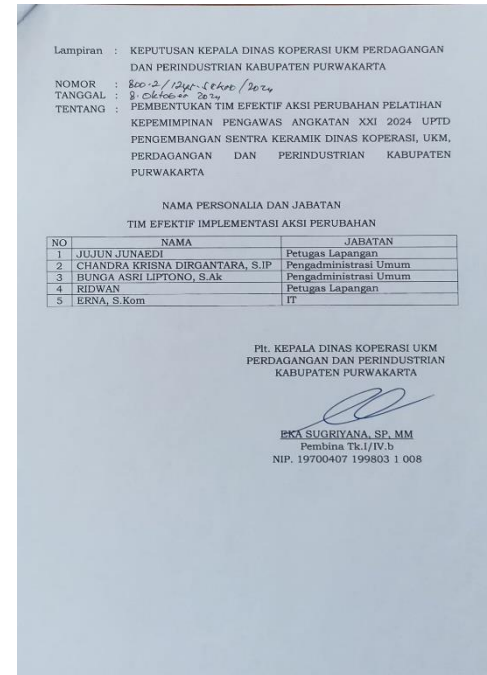 Lampiran : KEPUTUSAN KEPALA DINAS KOPERASI UKM PERDAGANGAN
DAN PERINDUSTRIAN KABUPATEN PURWAKARTA
NOMOR : 800.2/
/2024
TANGGAL : 8 Oktober 2024
TENTANG : PEMBENTUKAN TIM EFEKTIF AKSI PERUBAHAN PELATIHAN
KEPEMIMPINAN PENGAWAS ANGKATAN XXI 2024 UPTD
PENGEMBANGAN SENTRA KERAMIK DINAS KOPERASI, UKM,
PERDAGANGAN DAN PERINDUSTRIAN KABUPATEN
PURWAKARTA
NAMA PERSONALIA DAN JABATAN
TIM EFEKTIF IMPLEMENTASI AKSI PERUBAHAN
NO NAMA JABATAN
1 JUJUN JUNAEDI Petugas Lapangan
2 CHANDRA KRISNA DIRGANTARA, S.IP Pengadministrasi Umum
3 BUNGA ASRI LIPTONO, S.Ak Pengadministrasi Umum
4 RIDWAN Petugas Lapangan
5 ERNA, S.Kom IT
Plt. KEPALA DINAS KOPERASI UKM
PERDAGANGAN DAN PERINDUSTRIAN
KABUPATEN PURWAKARTA
EKA SUGRIYANA, SP, MM
Pembina Tk.I/IV.b
NIP. 19700407 199803 1 008